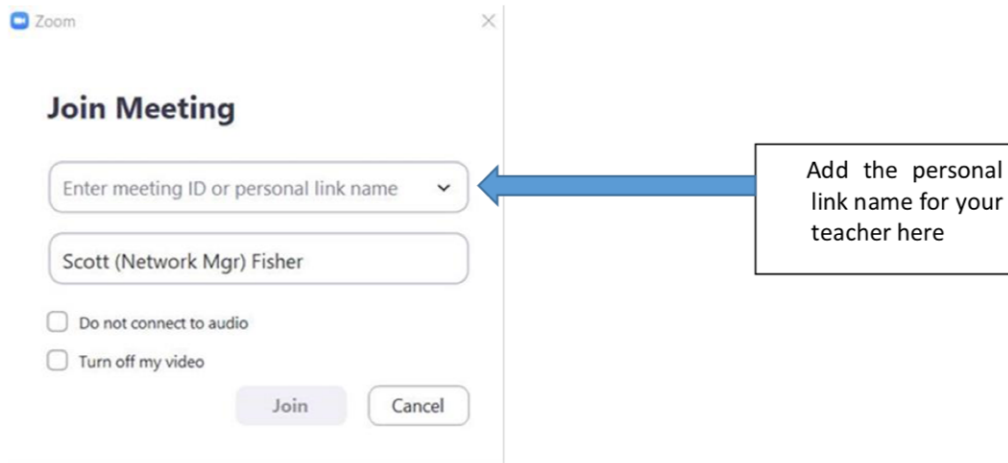 Zoom
Join Meeting
Enter meeting ID or personal link name
Scott (Network Mgr) Fisher
Do not connect to audio
Turn off my video
Join
Cancel
Add the personal
link name for your
teacher here